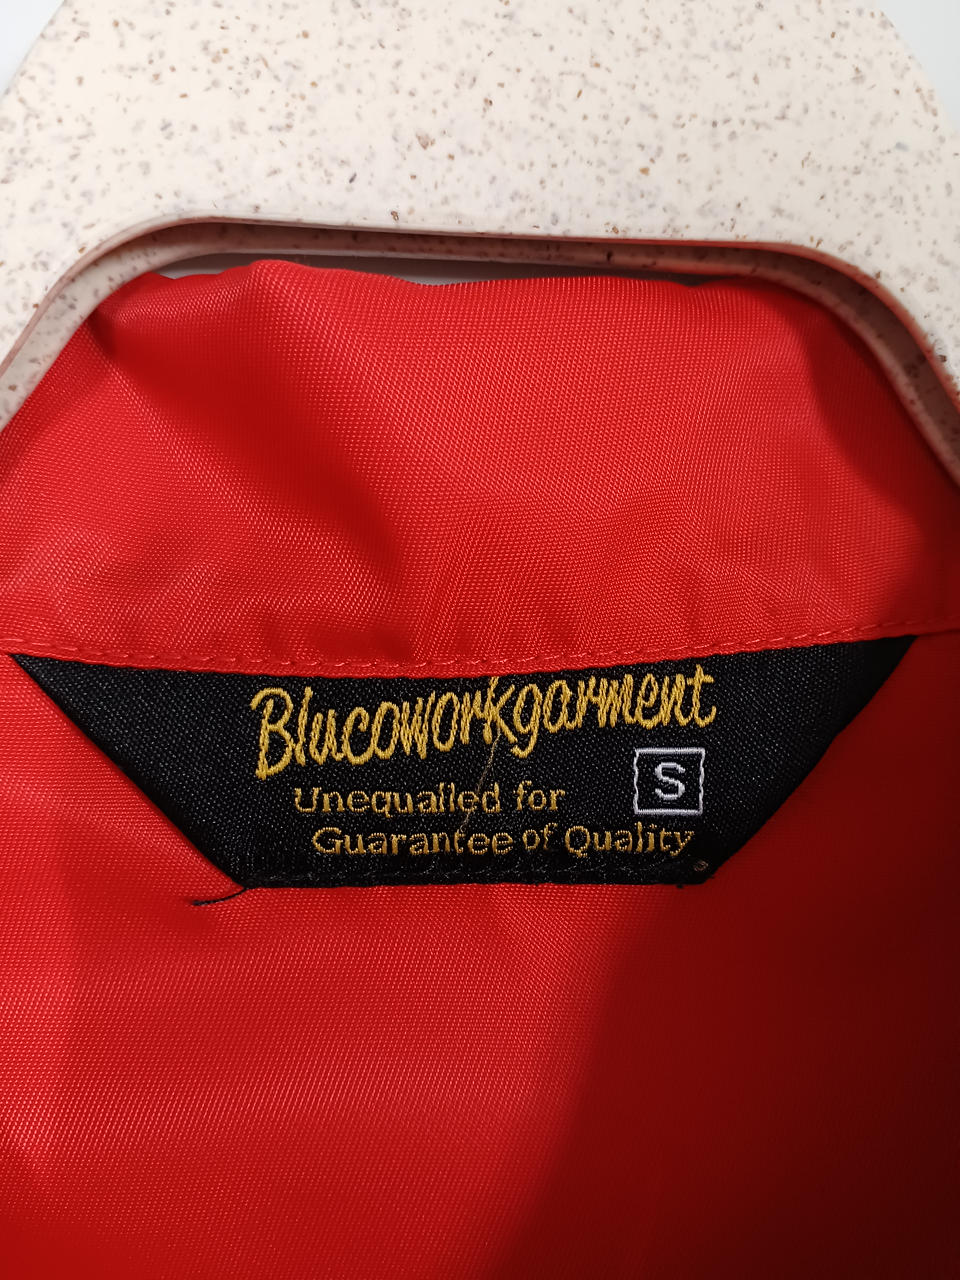 Blucoworkgarment
S
Unequalled for
Guarantee of Quality